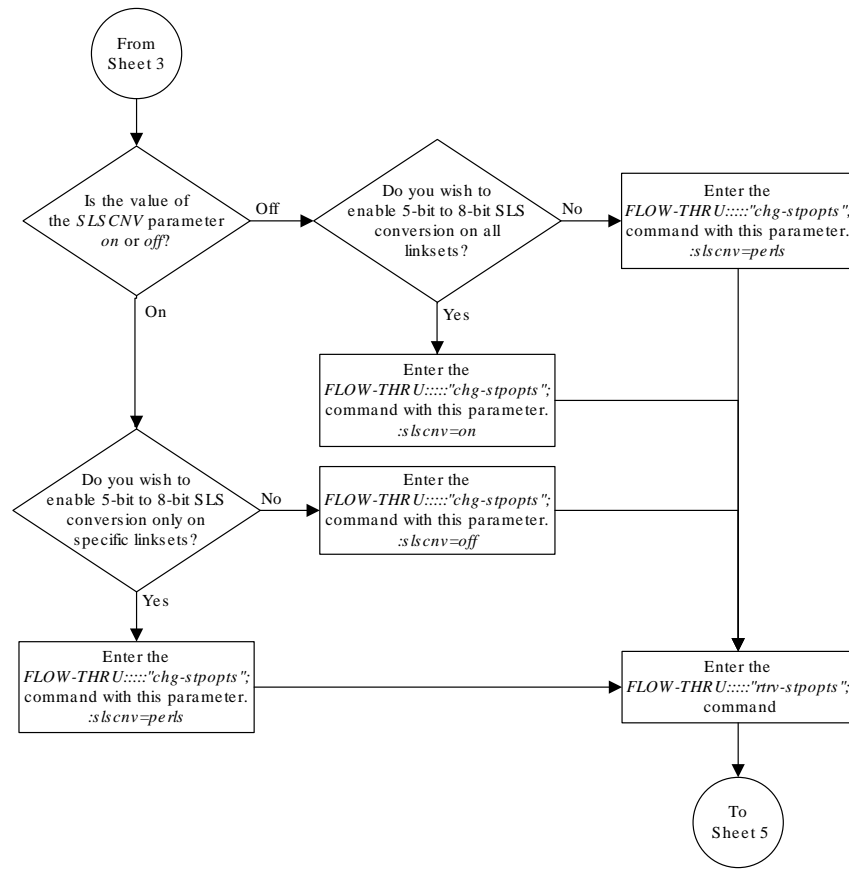 From
Sheet 3
Is the value of
the SLSCNV parameter
on or off?
Off
Do you wish to
enable 5-bit to 8-bit SLS
conversion on all
linksets?
No
Enter the
FLOW-THRU:::::"chg-stpopts";
command with this parameter.
:slscnv=perls
On
Yes
Enter the
FLOW-THRU:::::"chg-stpopts";
command with this parameter.
:slscnv=on
Do you wish to
enable 5-bit to 8-bit SLS
conversion only on
specific linksets?
No
Enter the
FLOW-THRU:::::"chg-stpopts";
command with this parameter.
:slscnv=off
Yes
Enter the
FLOW-THRU:::::"chg-stpopts";
command with this parameter.
:slscnv=perls
Enter the
FLOW-THRU:::::"rtrv-stpopts";
command
To
Sheet 5